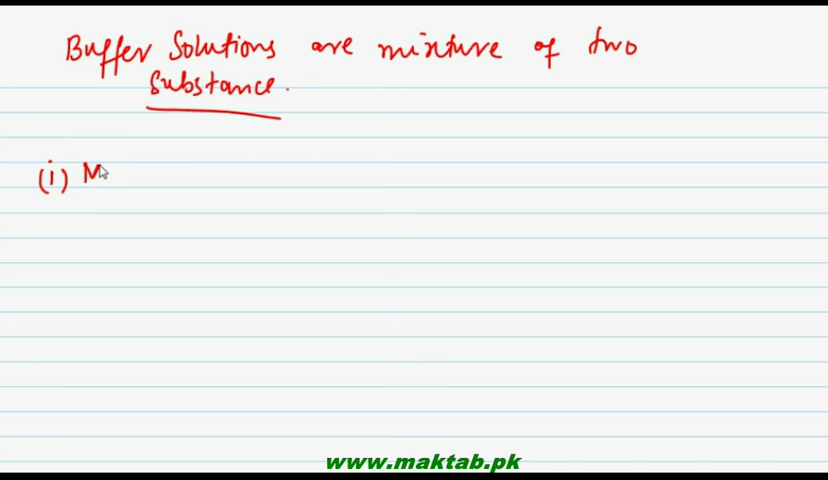 Buffer Solutions are mixture of two
Substance.
(i) M
www.maktab.pk